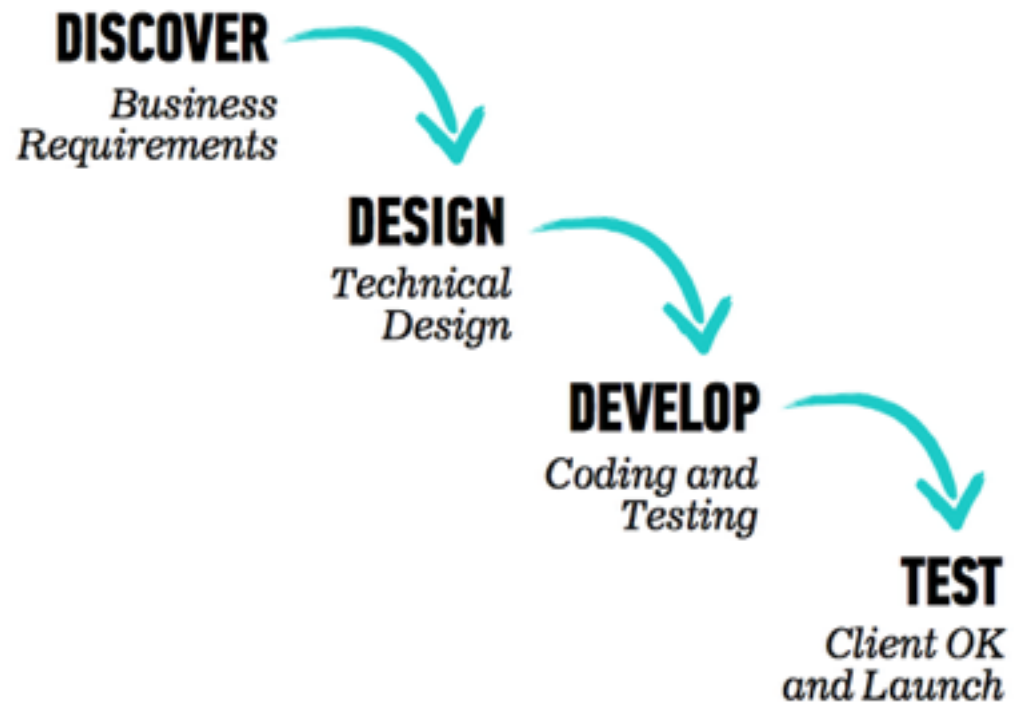 DISCOVER
Business
Requirements
DESIGN
Technical
Design
DEVELOP
Coding and
Testing
TEST
Client OK
and Launch